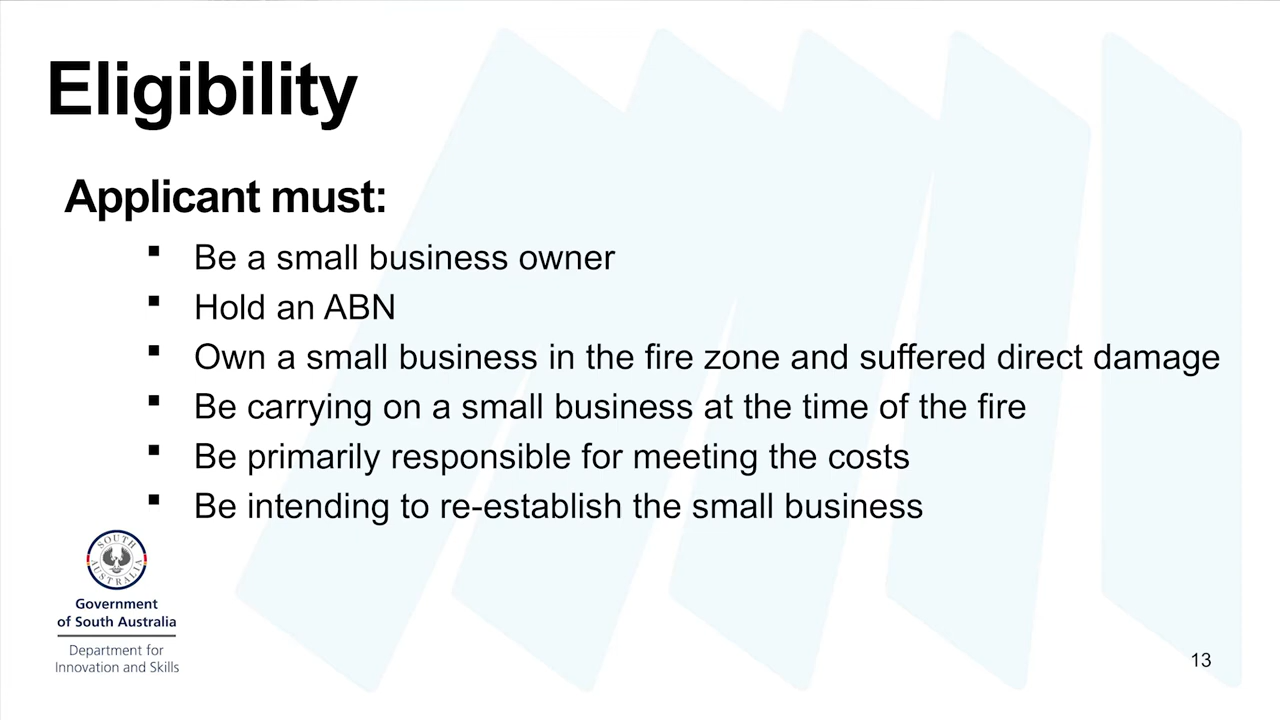 Eligibility
Applicant must:
▪ Be a small business owner
▪ Hold an ABN
▪ Own a small business in the fire zone and suffered direct damage
▪ Be carrying on a small business at the time of the fire
▪ Be primarily responsible for meeting the costs
▪ Be intending to re-establish the small business
SOUTH
AUSTRALIA
Government
of South Australia
Department for
Innovation and Skills
13